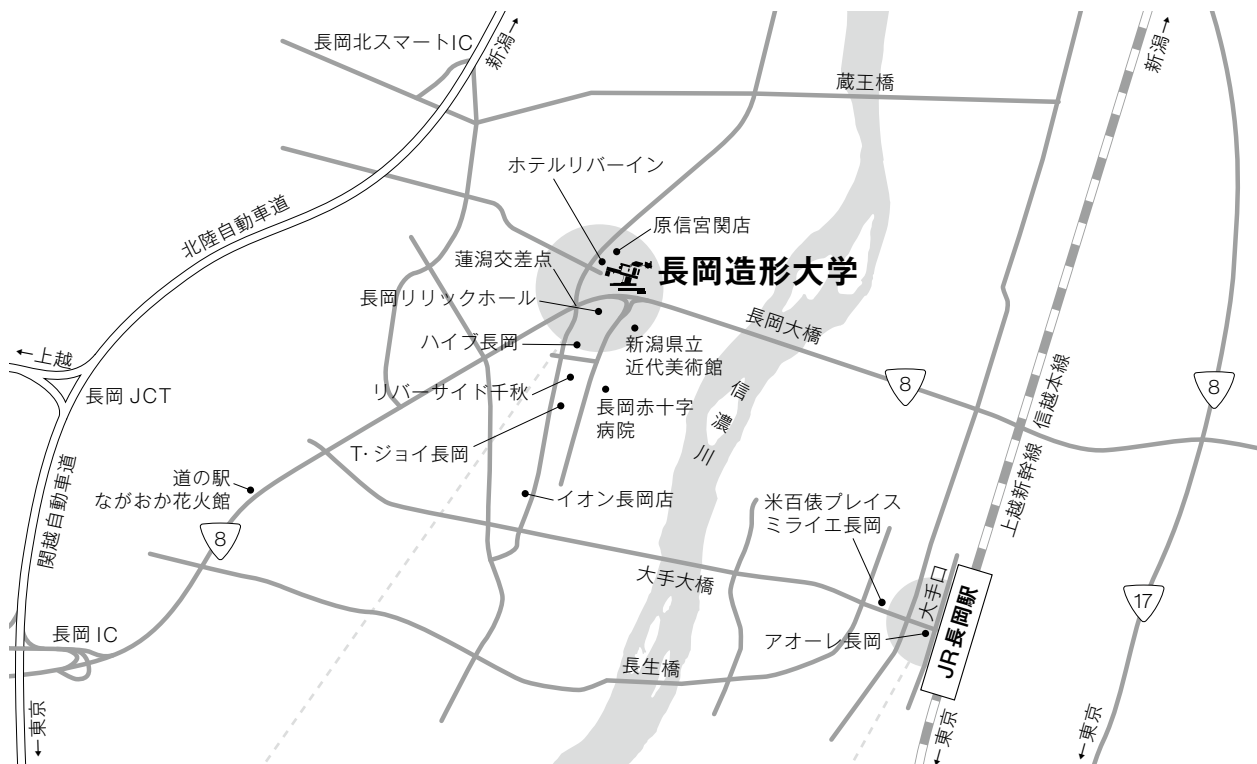 長岡北スマートIC
新潟
新潟
蔵王橋
ホテルリバーイン
原信宮関店
北陸自動車道
蓮潟交差点
長岡造形大学
長岡リリックホール
長岡大橋
ハイブ長岡
新潟県立
近代美術館
上越
長岡JCT
リバーサイド千秋
8
8
信越本線
上越新幹線
長岡赤十字
病院
信濃川
T・ジョイ長岡
道の駅
ながおか花火館
イオン長岡店
米百俵プレイス
ミライエ長岡
関越自動車道
8
大手大橋
大手口
17
長岡IC
アオーレ長岡
JR長岡駅
長生橋
東京
東京
東京